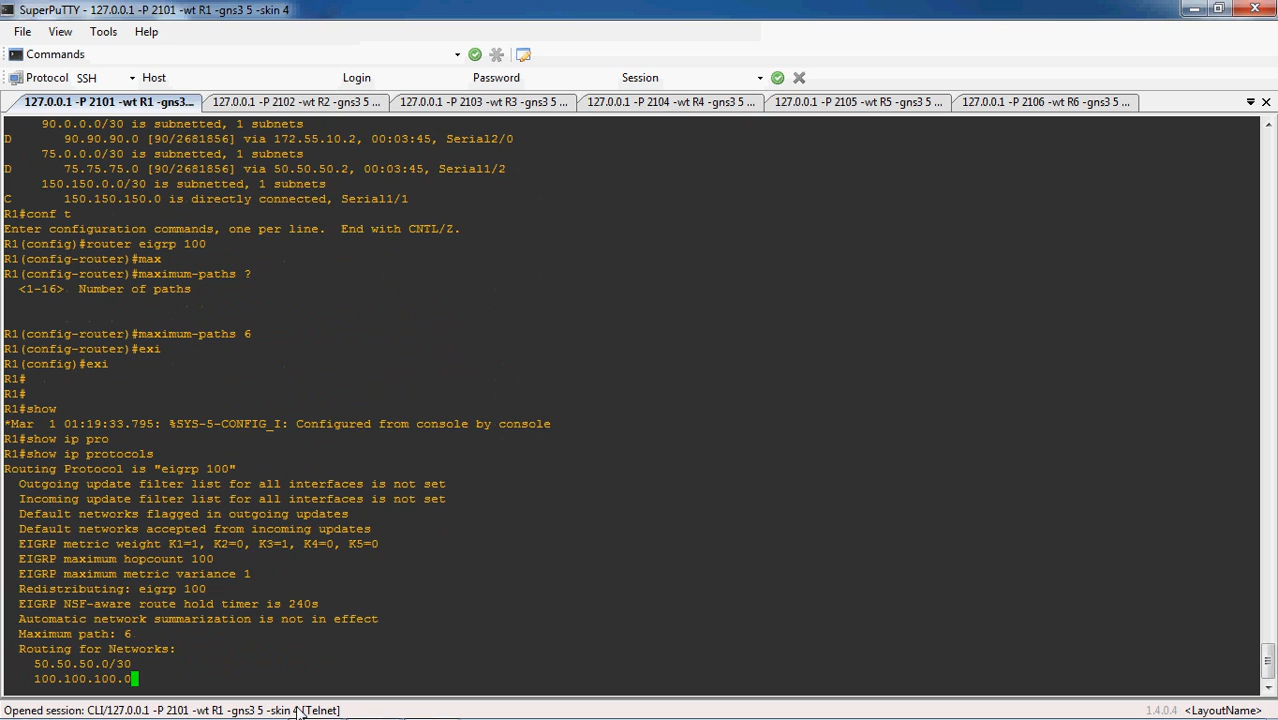 SuperPuTTY - 127.0.0.1 -P 2101 -wt R1 -gns3 5 -skin 4
File View Tools Help
Commands
Protocol SSH Host Login Password Session
127.0.0.1 -P 2101 -wt R1 -gns3... 127.0.0.1 -P 2102 -wt R2 -gns3 5 ... 127.0.0.1 -P 2103 -wt R3 -gns3 5 ... 127.0.0.1 -P 2104 -wt R4 -gns3 5 ... 127.0.0.1 -P 2105 -wt R5 -gns3 5 ... 127.0.0.1 -P 2106 -wt R6 -gns3 5 ...
90.0.0.0/30 is subnetted, 1 subnets
D 90.90.90.0 [90/2681856] via 172.55.10.2, 00:03:45, Serial2/0
75.0.0.0/30 is subnetted, 1 subnets
D 75.75.75.0 [90/2681856] via 50.50.50.2, 00:03:45, Serial1/2
150.150.0.0/30 is subnetted, 1 subnets
C 150.150.150.0 is directly connected, Serial1/1
R1#conf t
Enter configuration commands, one per line.  End with CNTL/Z.
R1(config)#router eigrp 100
R1(config-router)#max
R1(config-router)#maximum-paths ?
<1-16>  Number of paths
R1(config-router)#maximum-paths 6
R1(config-router)#exi
R1(config)#exi
R1#
R1#
R1#show
*Mar  1 01:19:33.795: %SYS-5-CONFIG_I: Configured from console by console
R1#show ip pro
R1#show ip protocols
Routing Protocol is "eigrp 100"
Outgoing update filter list for all interfaces is not set
Incoming update filter list for all interfaces is not set
Default networks flagged in outgoing updates
Default networks accepted from incoming updates
EIGRP metric weight K1=1, K2=0, K3=1, K4=0, K5=0
EIGRP maximum hopcount 100
EIGRP maximum metric variance 1
Redistributing: eigrp 100
EIGRP NSF-aware route hold timer is 240s
Automatic network summarization is not in effect
Maximum path: 6
Routing for Networks:
50.50.50.0/30
100.100.100.0
Opened session: CLI/127.0.0.1 -P 2101 -wt R1 -gns3 5 -skin 4 [Telnet] 1.4.0.4 <LayoutName>